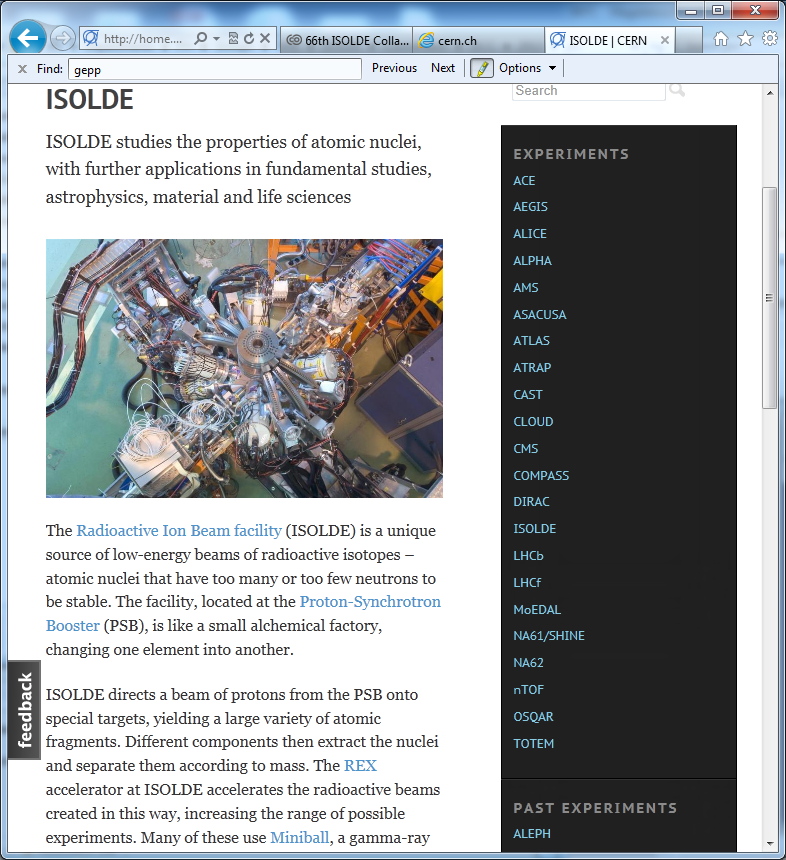 http://home....
66th ISOLDE Colla...
cern.ch
ISOLDE | CERN
Find:
gepp
Previous
Next
Options
ISOLDE
ISOLDE studies the properties of atomic nuclei,
with further applications in fundamental studies,
astrophysics, material and life sciences
The Radioactive Ion Beam facility (ISOLDE) is a unique
source of low-energy beams of radioactive isotopes –
atomic nuclei that have too many or too few neutrons to
be stable. The facility, located at the Proton-Synchrotron
Booster (PSB), is like a small alchemical factory,
changing one element into another.
ISOLDE directs a beam of protons from the PSB onto
special targets, yielding a large variety of atomic
fragments. Different components then extract the nuclei
and separate them according to mass. The REX
accelerator at ISOLDE accelerates the radioactive beams
created in this way, increasing the range of possible
experiments. Many of these use Miniball, a gamma-ray
feedback
Search
EXPERIMENTS
ACE
AEGIS
ALICE
ALPHA
AMS
ASACUSA
ATLAS
ATRAP
CAST
CLOUD
CMS
COMPASS
DIRAC
ISOLDE
LHCb
LHCf
MoEDAL
NA61/SHINE
NA62
nTOF
OSQAR
TOTEM
PAST EXPERIMENTS
ALEPH